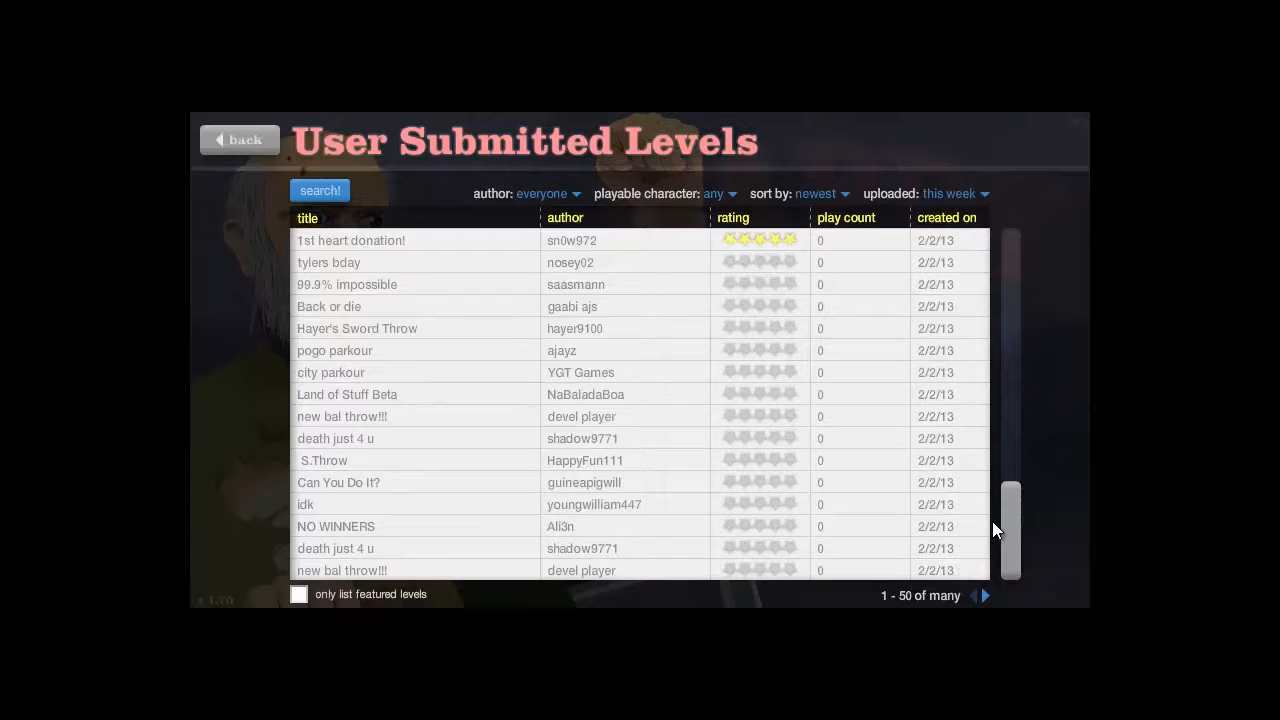 back
User Submitted Levels
search!
author: everyone playable character: any sort by: newest uploaded: this week
title author rating play count created on
1st heart donation! sn0w972 0 2/2/13
tylers bday nosey02 0 2/2/13
99.9% impossible saasmann 0 2/2/13
Back or die gaabi ajs 0 2/2/13
Hayer's Sword Throw hayer9100 0 2/2/13
pogo parkour ajayz 0 2/2/13
city parkour YGT Games 0 2/2/13
Land of Stuff Beta NaBaladaBoa 0 2/2/13
new bal throw!!! devel player 0 2/2/13
death just 4 u shadow9771 0 2/2/13
S.Throw HappyFun111 0 2/2/13
Can You Do It? guineapigwill 0 2/2/13
idk youngwilliam447 0 2/2/13
NO WINNERS Ali3n 0 2/2/13
death just 4 u shadow9771 0 2/2/13
new bal throw!!! devel player 0 2/2/13
only list featured levels 1 - 50 of many